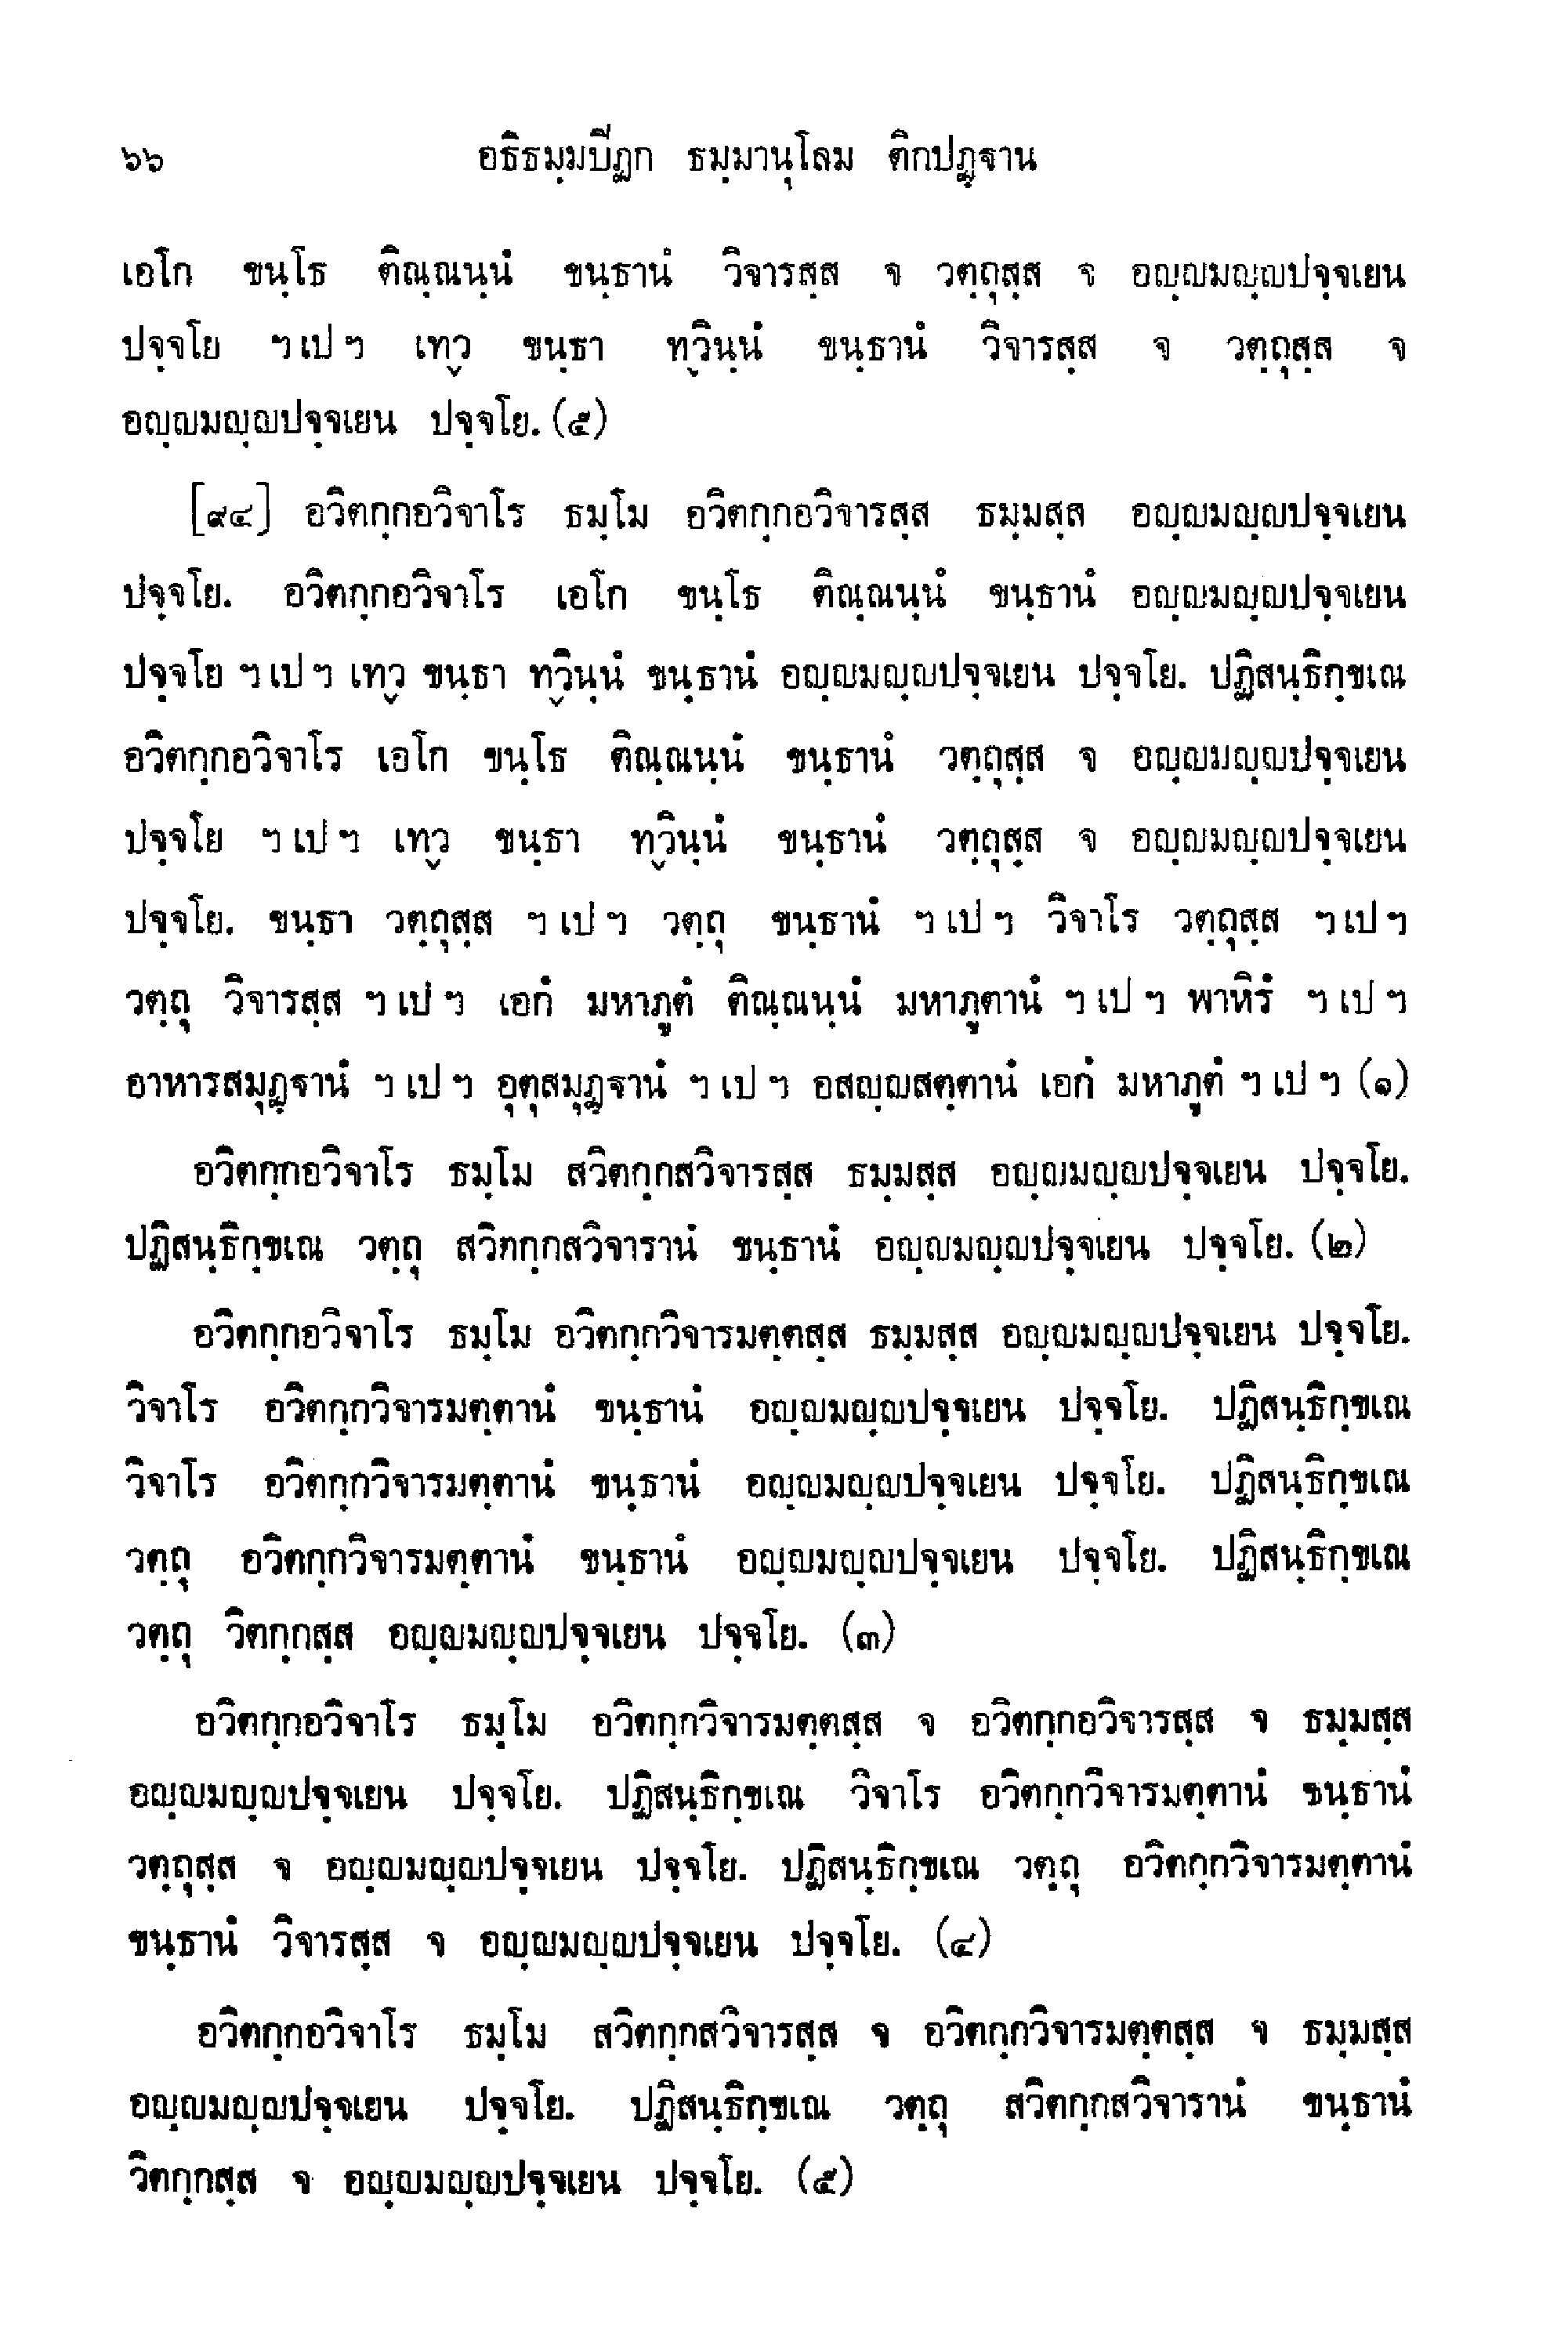 ๖๖ อธิธมฺมปิฏก ธมฺมานุโลม ติกปฏฺฐาน
เอโก ขนฺโธ ติณฺณนฺนํ ขนฺธานํ วิจารสฺส จ วตฺถุสฺส จ อญฺญมญฺญปจฺจเยน
ปจฺจโย ฯ เป ฯ เทฺว ขนฺธา ทฺวินฺนํ ขนฺธานํ วิจารสฺส จ วตฺถุสฺส จ
อญฺญมญฺญปจฺจเยน ปจฺจโย. (๕)
[๙๔] อวิตกฺกอวิจาโร ธมฺโม อวิตกฺกอวิจารสฺส ธมฺมสฺส อญฺญมญฺญปจฺจเยน
ปจฺจโย. อวิตกฺกอวิจาโร เอโก ขนฺโธ ติณฺณนฺนํ ขนฺธานํ อญฺญมญฺญปจฺจเยน
ปจฺจโย ฯ เป ฯ เทฺว ขนฺธา ทฺวินฺนํ ขนฺธานํ อญฺญมญฺญปจฺจเยน ปจฺจโย. ปฏิสนฺธิกฺขเณ
อวิตกฺกอวิจาโร เอโก ขนฺโธ ติณฺณนฺนํ ขนฺธานํ วตฺถุสฺส จ อญฺญมญฺญปจฺจเยน
ปจฺจโย ฯ เป ฯ เทฺว ขนฺธา ทฺวินฺนํ ขนฺธานํ วตฺถุสฺส จ อญฺญมญฺญปจฺจเยน
ปจฺจโย. ขนฺธา วตฺถุสฺส ฯ เป ฯ วตฺถุ ขนฺธานํ ฯ เป ฯ วิจาโร วตฺถุสฺส ฯ เป ฯ
วตฺถุ วิจารสฺส ฯ เป ฯ เอกํ มหาภูตํ ติณฺณนฺนํ มหาภูตานํ ฯ เป ฯ พาหิรํ ฯ เป ฯ
อาหารสมุฏฺฐานํ ฯ เป ฯ อุตุสมุฏฺฐานํ ฯ เป ฯ อสญฺญสตฺตานํ เอกํ มหาภูตํ ฯ เป ฯ (๑)
อวิตกฺกอวิจาโร ธมฺโม สวิตกฺกสวิจารสฺส ธมฺมสฺส อญฺญมญฺญปจฺจเยน ปจฺจโย.
ปฏิสนฺธิกฺขเณ วตฺถุ สวิตกฺกสวิจารานํ ขนฺธานํ อญฺญมญฺญปจฺจเยน ปจฺจโย. (๒)
อวิตกฺกอวิจาโร ธมฺโม อวิตกฺกวิจารมตฺตสฺส ธมฺมสฺส อญฺญมญฺญปจฺจเยน ปจฺจโย.
วิจาโร อวิตกฺกวิจารมตฺตานํ ขนฺธานํ อญฺญมญฺญปจฺจเยน ปจฺจโย. ปฏิสนฺธิกฺขเณ
วิจาโร อวิตกฺกวิจารมตฺตานํ ขนฺธานํ อญฺญมญฺญปจฺจเยน ปจฺจโย. ปฏิสนฺธิกฺขเณ
วตฺถุ อวิตกฺกวิจารมตฺตานํ ขนฺธานํ อญฺญมญฺญปจฺจเยน ปจฺจโย. ปฏิสนฺธิกฺขเณ
วตฺถุ วิตกฺกสฺส อญฺญมญฺญปจฺจเยน ปจฺจโย. (๓)
อวิตกฺกอวิจาโร ธมฺโม อวิตกฺกวิจารมตฺตสฺส จ อวิตกฺกอวิจารสฺส จ ธมฺมสฺส
อญฺญมญฺญปจฺจเยน ปจฺจโย. ปฏิสนฺธิกฺขเณ วิจาโร อวิตกฺกวิจารมตฺตานํ ขนฺธานํ
วตฺถุสฺส จ อญฺญมญฺญปจฺจเยน ปจฺจโย. ปฏิสนฺธิกฺขเณ วตฺถุ อวิตกฺกวิจารมตฺตานํ
ขนฺธานํ วิจารสฺส จ อญฺญมญฺญปจฺจเยน ปจฺจโย. (๔)
อวิตกฺกอวิจาโร ธมฺโม สวิตกฺกสวิจารสฺส จ อวิตกฺกวิจารมตฺตสฺส จ ธมฺมสฺส
อญฺญมญฺญปจฺจเยน ปจฺจโย. ปฏิสนฺธิกฺขเณ วตฺถุ สวิตกฺกสวิจารานํ ขนฺธานํ
วิตกฺกสฺส จ อญฺญมญฺญปจฺจเยน ปจฺจโย. (๕)